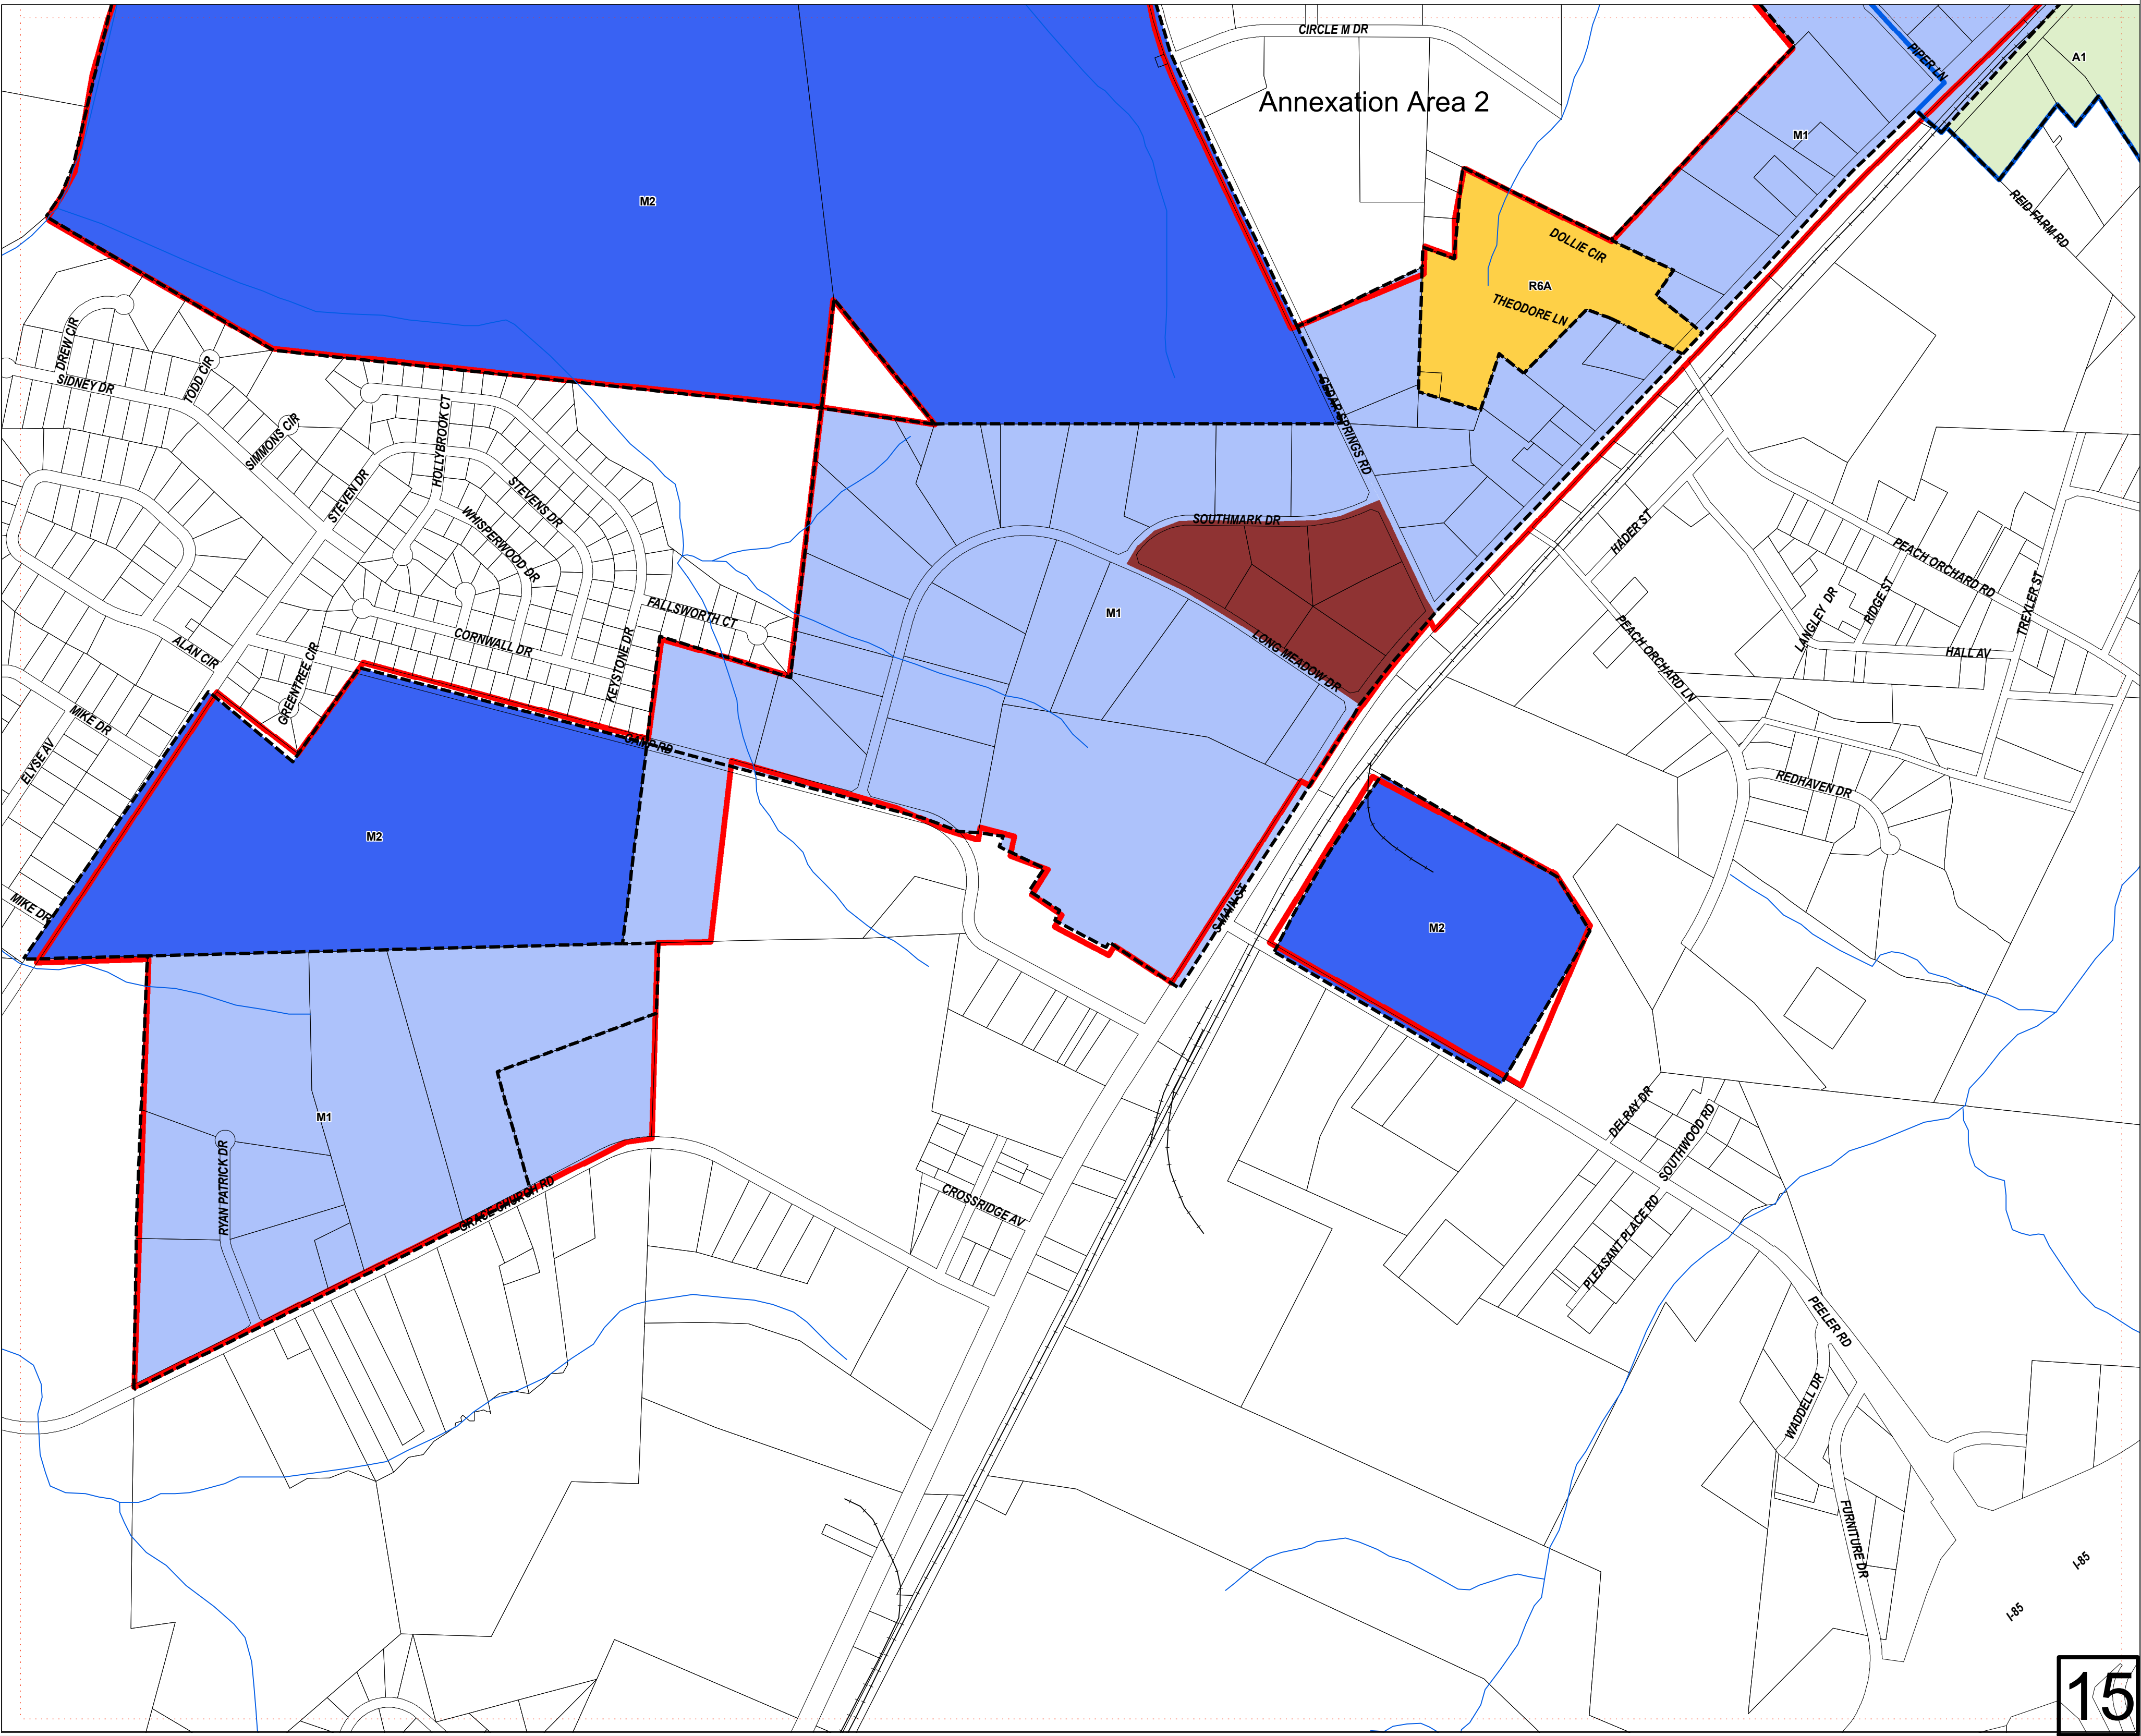 CIRCLE M DR
PIPER LN
A1
Annexation Area 2
M1
M2
REID FARM RD
DOLLIE CIR
R6A
THEODORE LN
DREW CIR
SIDNEY DR
TODD CIR
SIMMONS CIR
HOLLYBROOK CT
STEVEN DR
STEVENS DR
WHISPERWOOD DR
CEDAR SPRINGS RD
SOUTHMARK DR
HADER ST
PEACH ORCHARD RD
TREXLER ST
RIDGE ST
LANGLEY DR
HALL AV
PEACH ORCHARD LN
FALLSWORTH CT
M1
LONG MEADOW DR
CORNWALL DR
KEYSTONE DR
ALAN CIR
GREENTREE CIR
MIKE DR
ELYSE AV
CAMP RD
REDHAVEN DR
M2
MIKE DR
S MAIN ST
M2
M1
RYAN PATRICK DR
GRACE CHURCH RD
CROSSRIDGE AV
DELRAY DR
SOUTHWOOD RD
PLEASANT PLACE RD
PEELER RD
WADDELL DR
FURNITURE DR
I-85
I-85
15